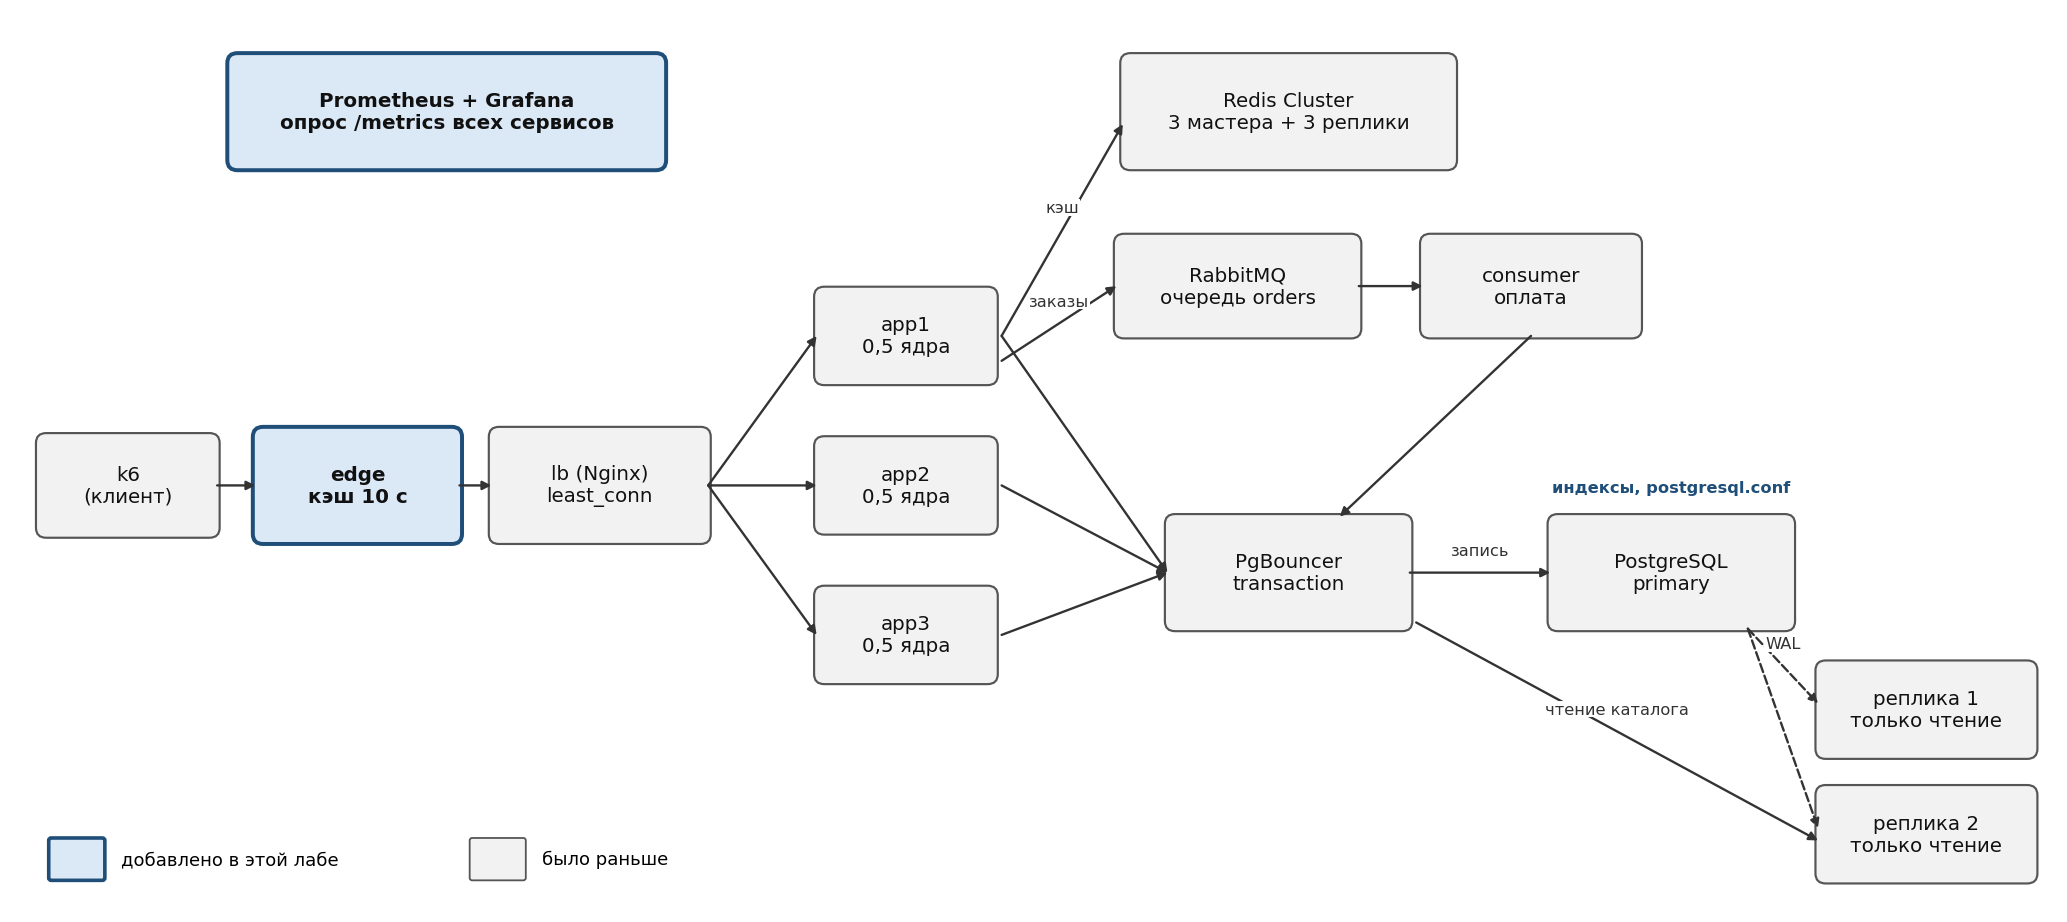 Prometheus + Grafana
опрос /metrics всех сервисов
Redis Cluster
3 мастера + 3 реплики
кэш
RabbitMQ
очередь orders
consumer
оплата
заказы
app1
0,5 ядра
k6
(клиент)
edge
кэш 10 с
lb (Nginx)
least_conn
app2
0,5 ядра
индексы, postgresql.conf
PgBouncer
transaction
запись
PostgreSQL
primary
app3
0,5 ядра
WAL
чтение каталога
реплика 1
только чтение
реплика 2
только чтение
добавлено в этой лабе
было раньше